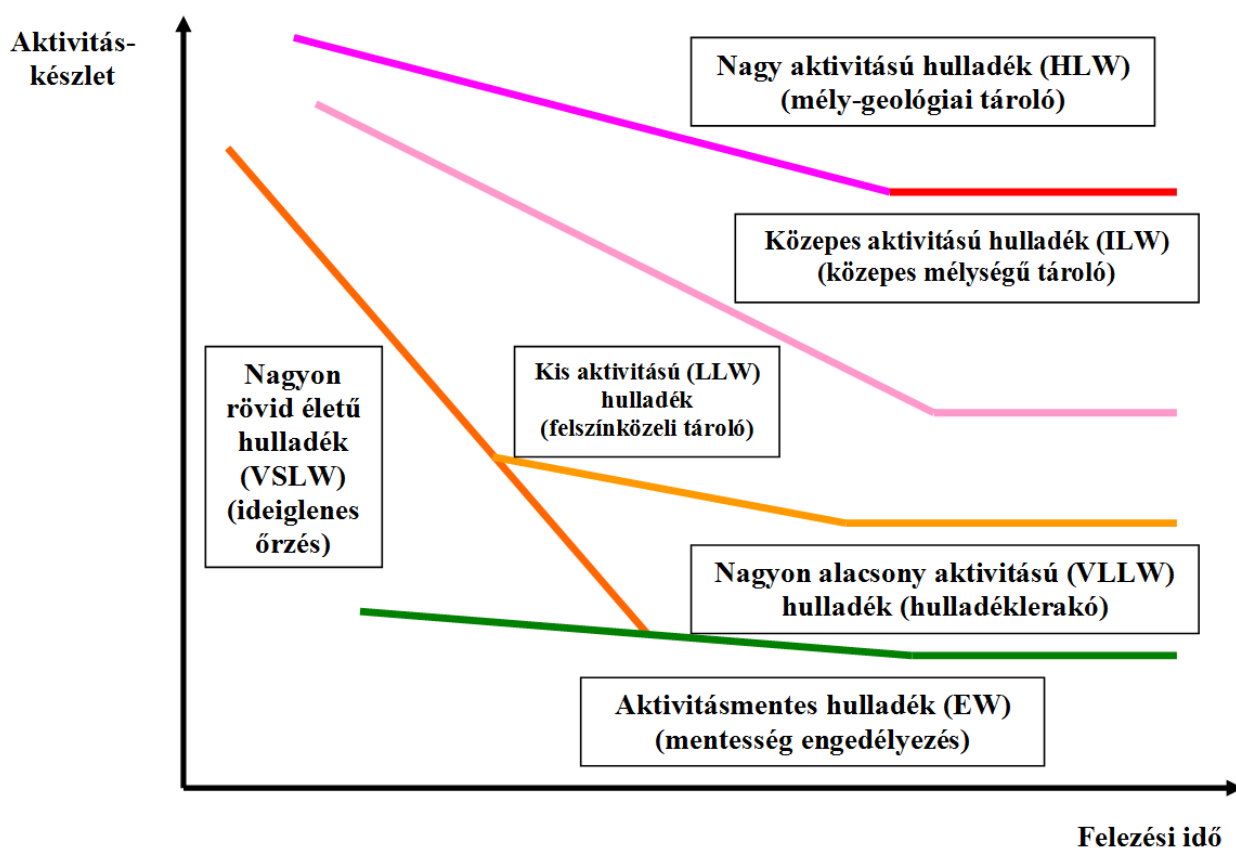 Aktivitás-
készlet
Nagy aktivitású hulladék (HLW)
(mély-geológiai tároló)
Közepes aktivitású hulladék (ILW)
(közepes mélységű tároló)
Nagyon
rövid életű
hulladék
(VSLW)
(ideiglenes
őrzés)
Kis aktivitású (LLW)
hulladék
(felszínközeli tároló)
Nagyon alacsony aktivitású (VLLW)
hulladék (hulladéklerakó)
Aktivitásmentes hulladék (EW)
(mentesség engedélyezés)
Felezési idő